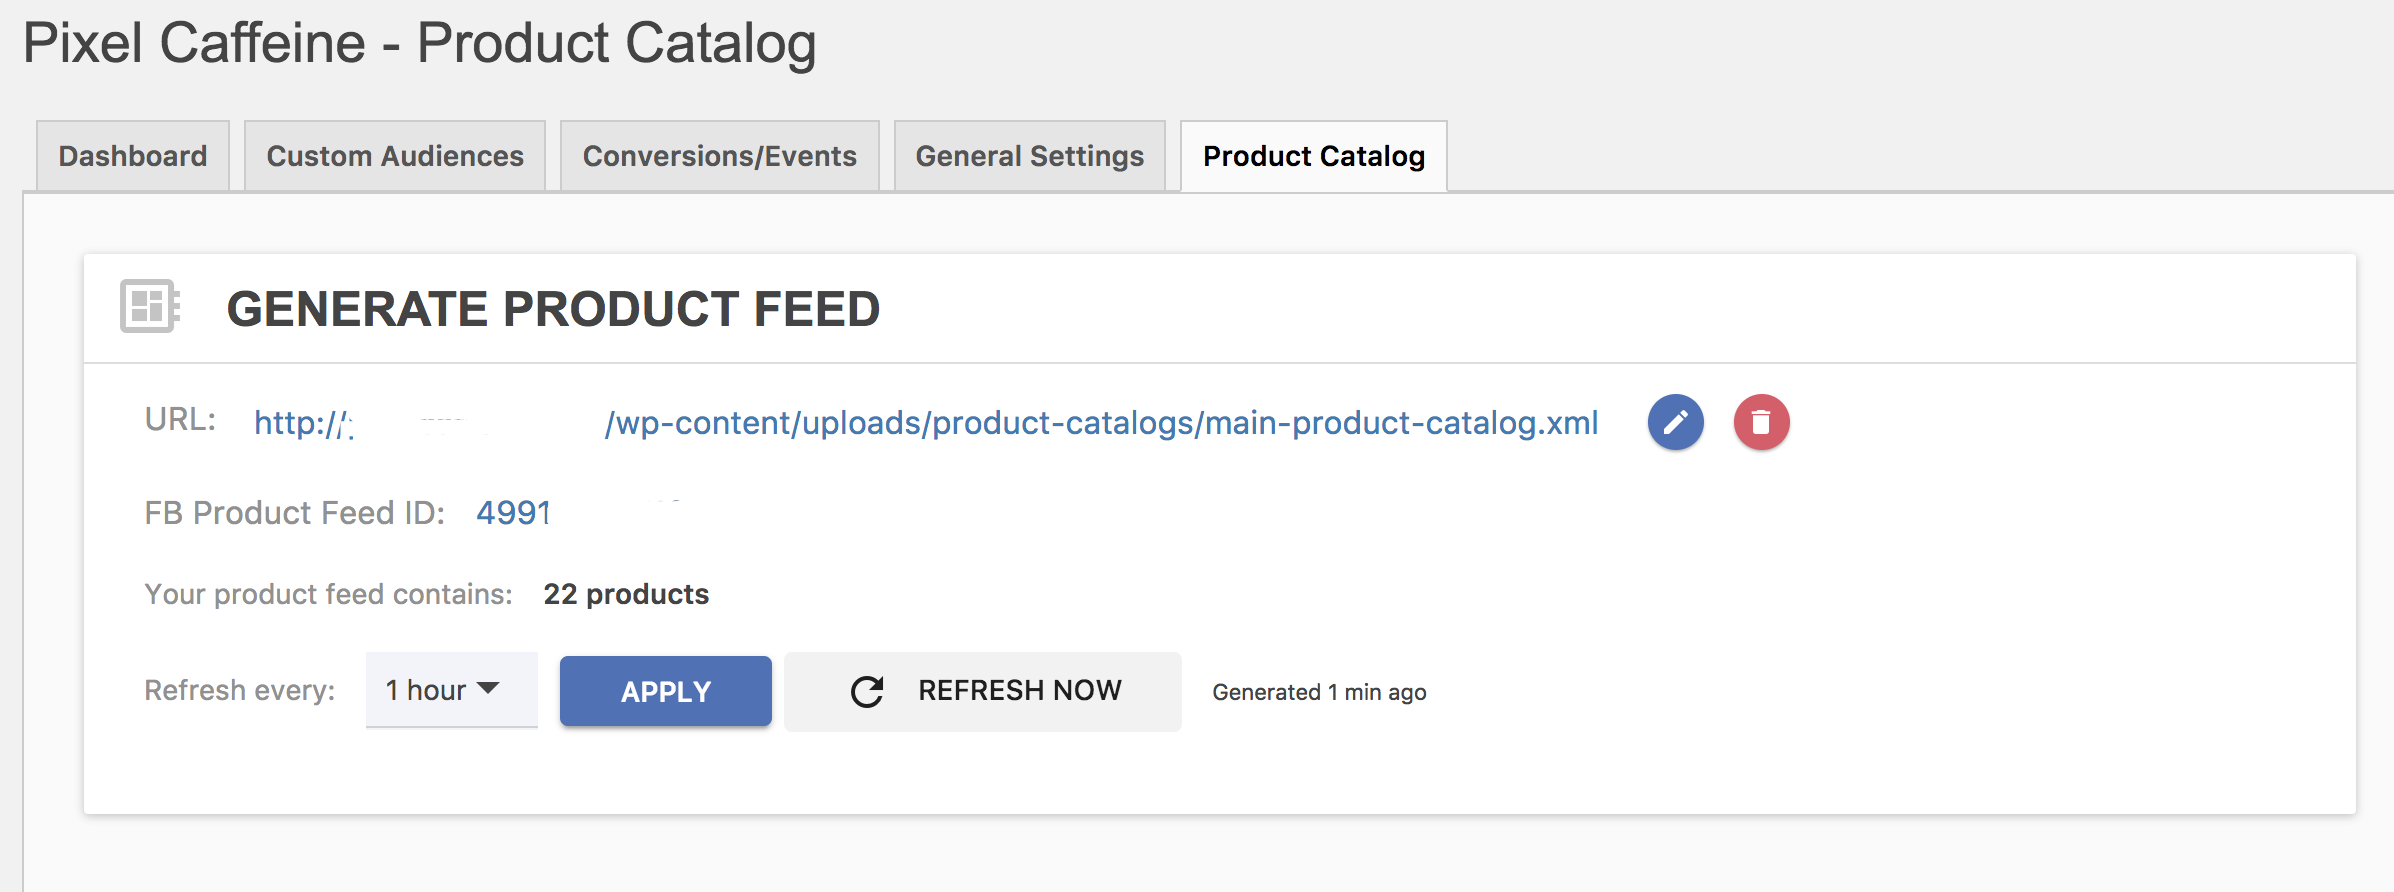 Pixel Caffeine - Product Catalog
Dashboard Custom Audiences Conversions/Events General Settings Product Catalog
GENERATE PRODUCT FEED
URL: http:// /wp-content/uploads/product-catalogs/main-product-catalog.xml
FB Product Feed ID: 4991
Your product feed contains: 22 products
Refresh every: 1 hour APPLY REFRESH NOW Generated 1 min ago